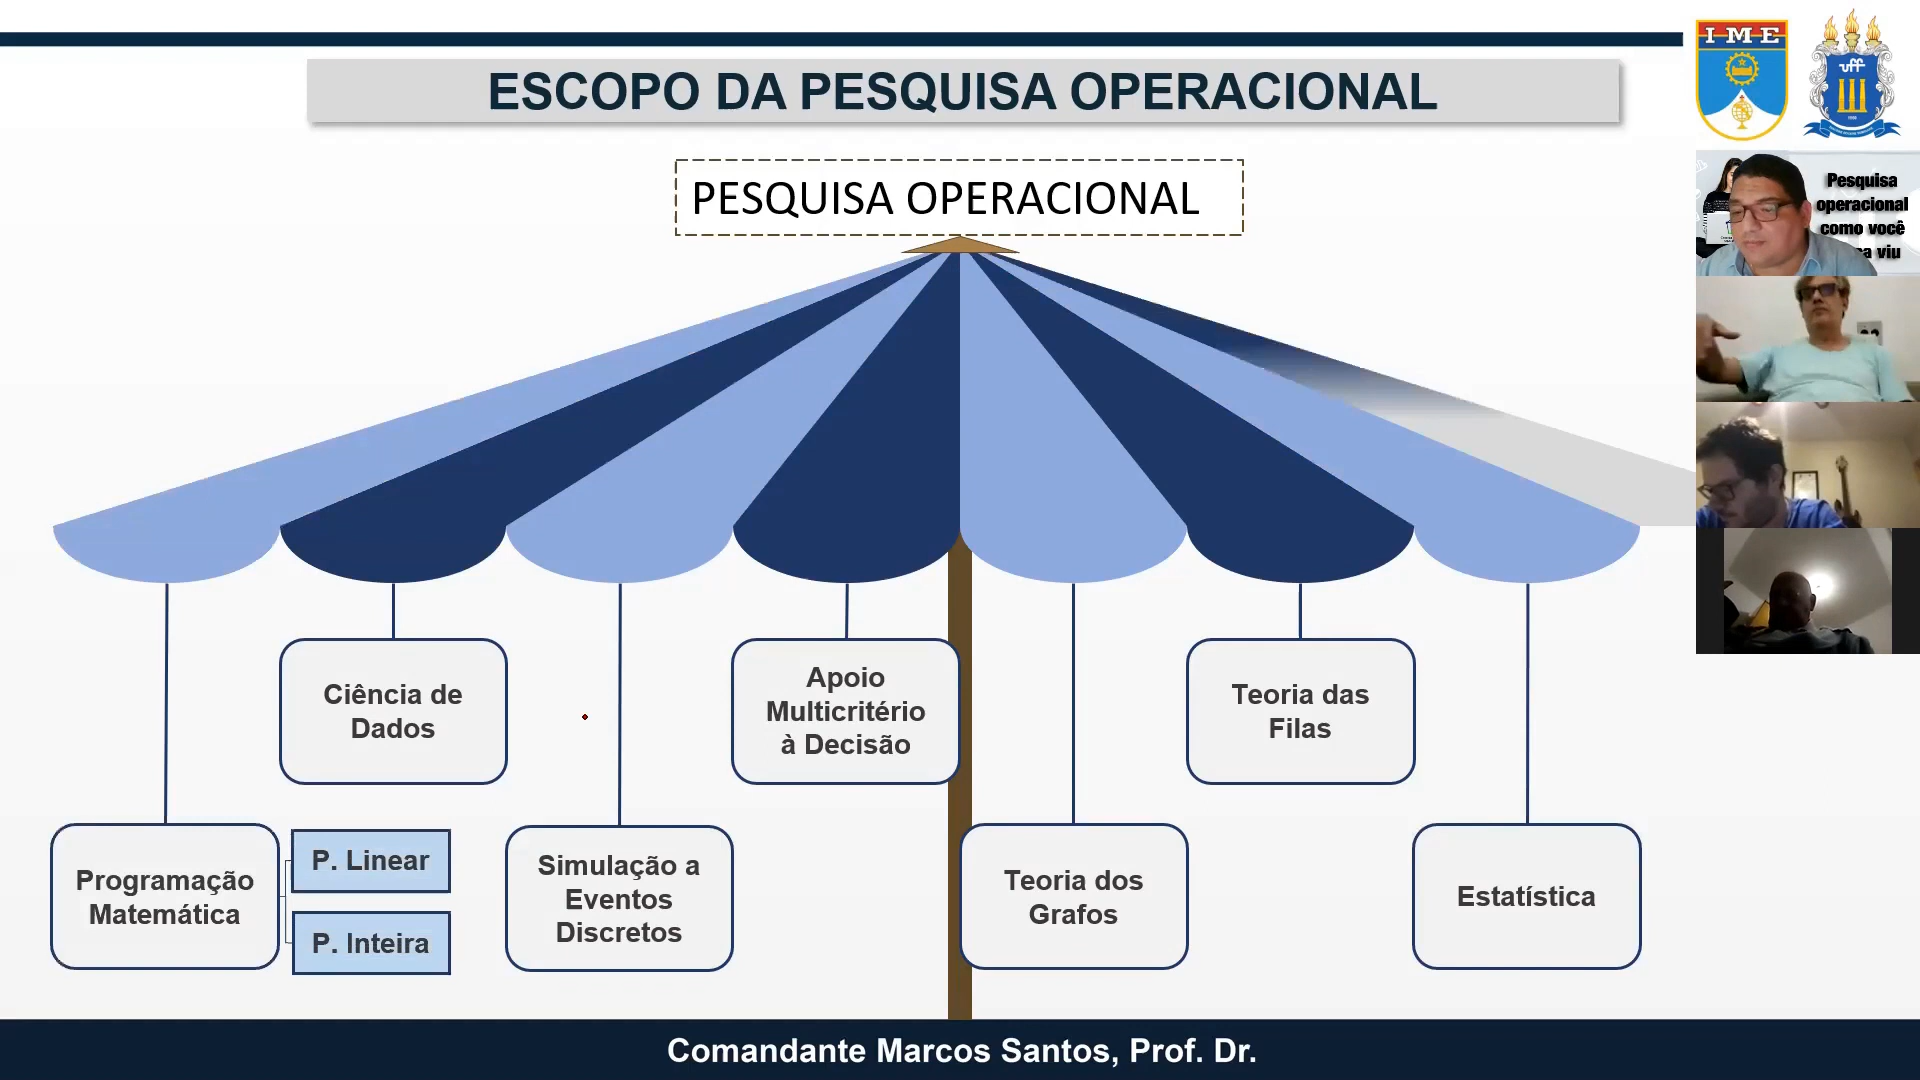 ESCOPO DA PESQUISA OPERACIONAL
I M E
uff
PESQUISA OPERACIONAL
Pesquisa
operacional
como você
viu
Ciência de
Dados
Apoio
Multicritério
à Decisão
Teoria das
Filas
Programação
Matemática
P. Linear
P. Inteira
Simulação a
Eventos
Discretos
Teoria dos
Grafos
Estatística
Comandante Marcos Santos, Prof. Dr.